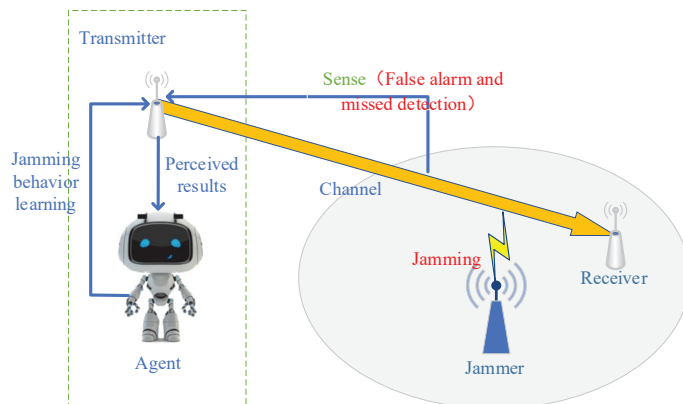 Transmitter
Sense（False alarm and
missed detection）
Jamming
behavior
learning
Perceived
results
Channel
Jamming
Receiver
Agent
Jammer